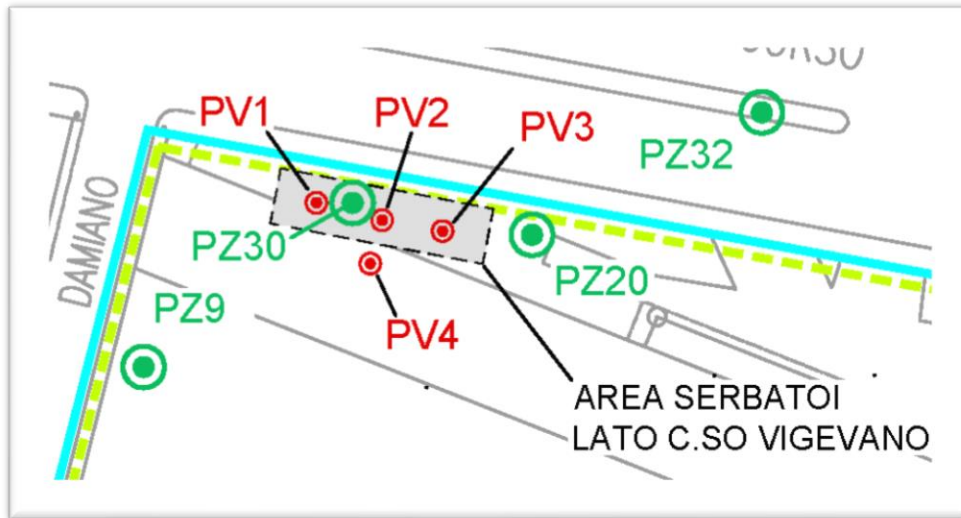 PV1
PV2
PV3
PZ32
PZ30
DAMIANO
PZ9
PV4
PZ20
AREA SERBATOI
LATO C.SO VIGEVANO